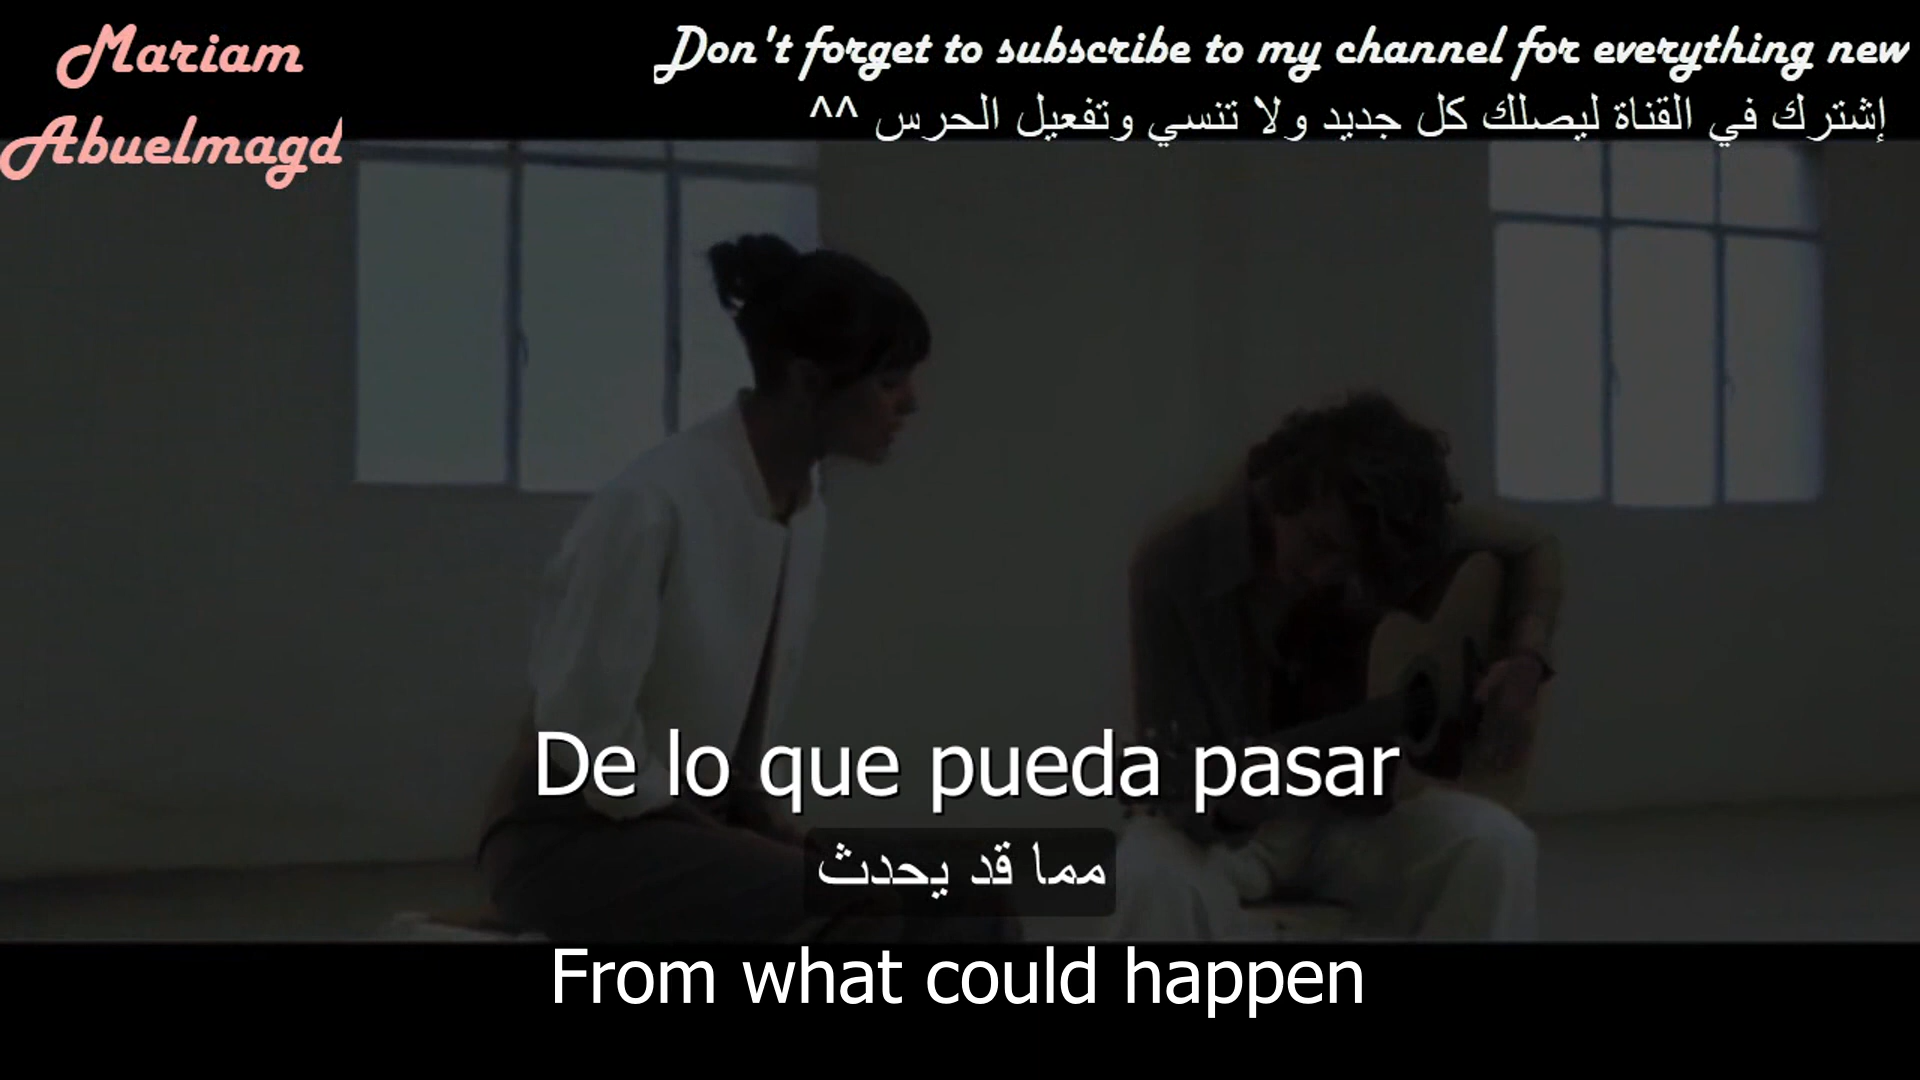 Mariam
Abuelmagd
Don't forget to subscribe to my channel for everything new
إشترك في القناة ليصلك كل جديد ولا تنسي وتفعيل الحرس ^^
De lo que pueda pasar
مما قد يحدث
From what could happen